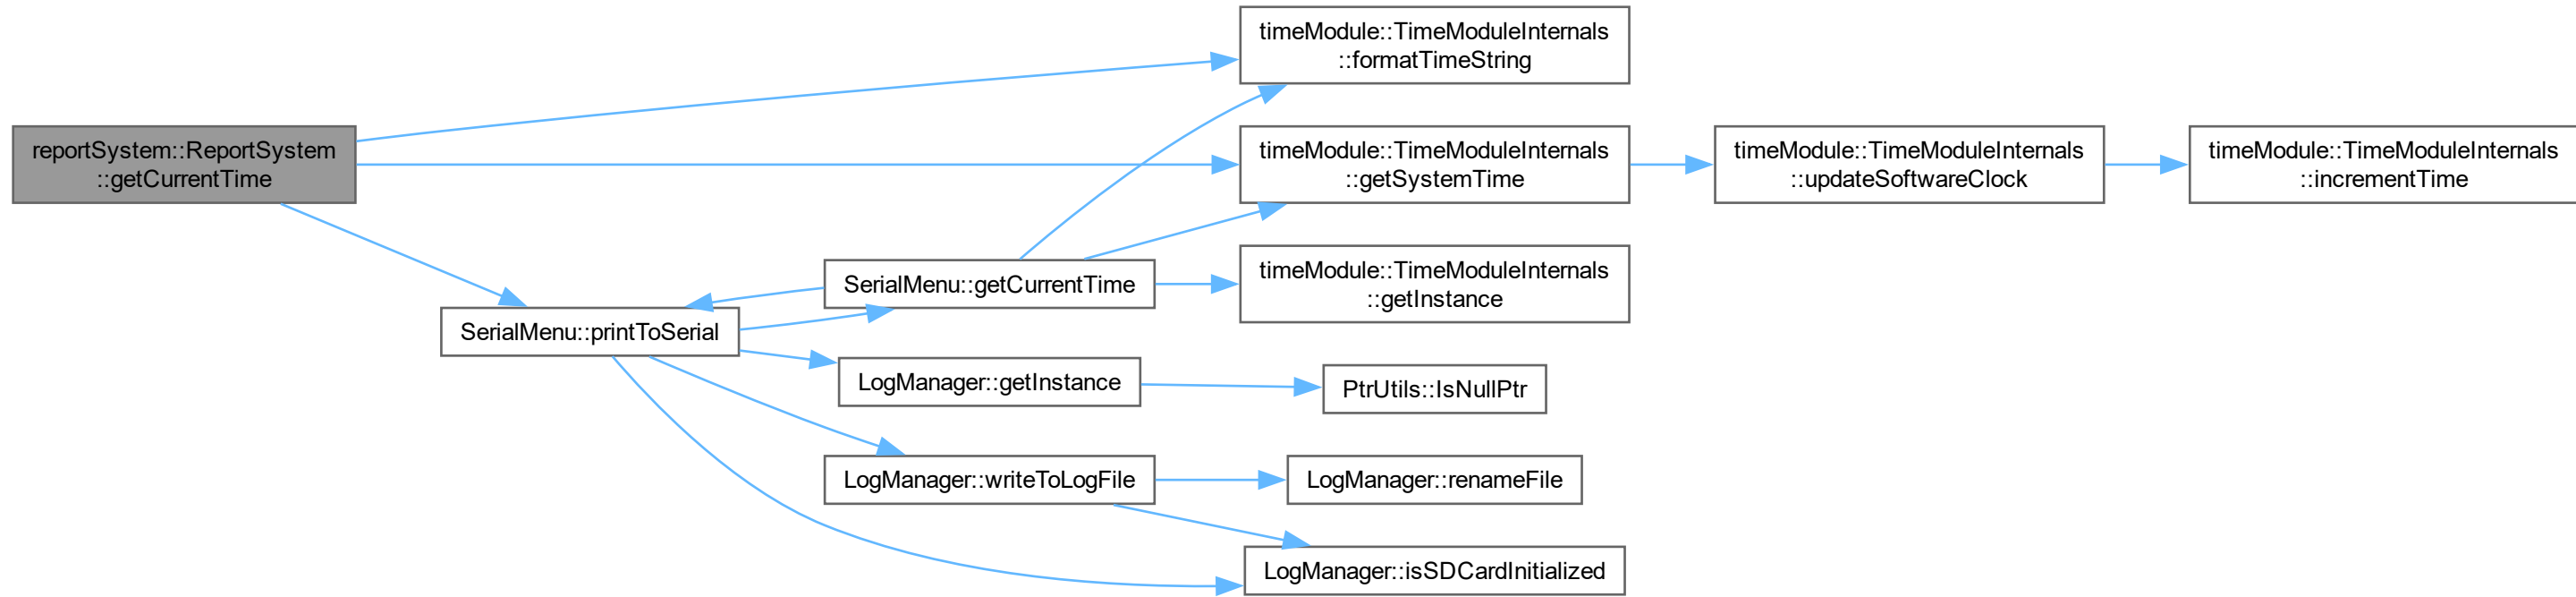 timeModule::TimeModuleInternals
::formatTimeString
reportSystem::ReportSystem
::getCurrentTime
timeModule::TimeModuleInternals
::getSystemTime
timeModule::TimeModuleInternals
::updateSoftwareClock
timeModule::TimeModuleInternals
::incrementTime
SerialMenu::getCurrentTime
timeModule::TimeModuleInternals
::getInstance
SerialMenu::printToSerial
LogManager::getInstance
PtrUtils::IsNullPtr
LogManager::writeToLogFile
LogManager::renameFile
LogManager::isSDCardInitialized